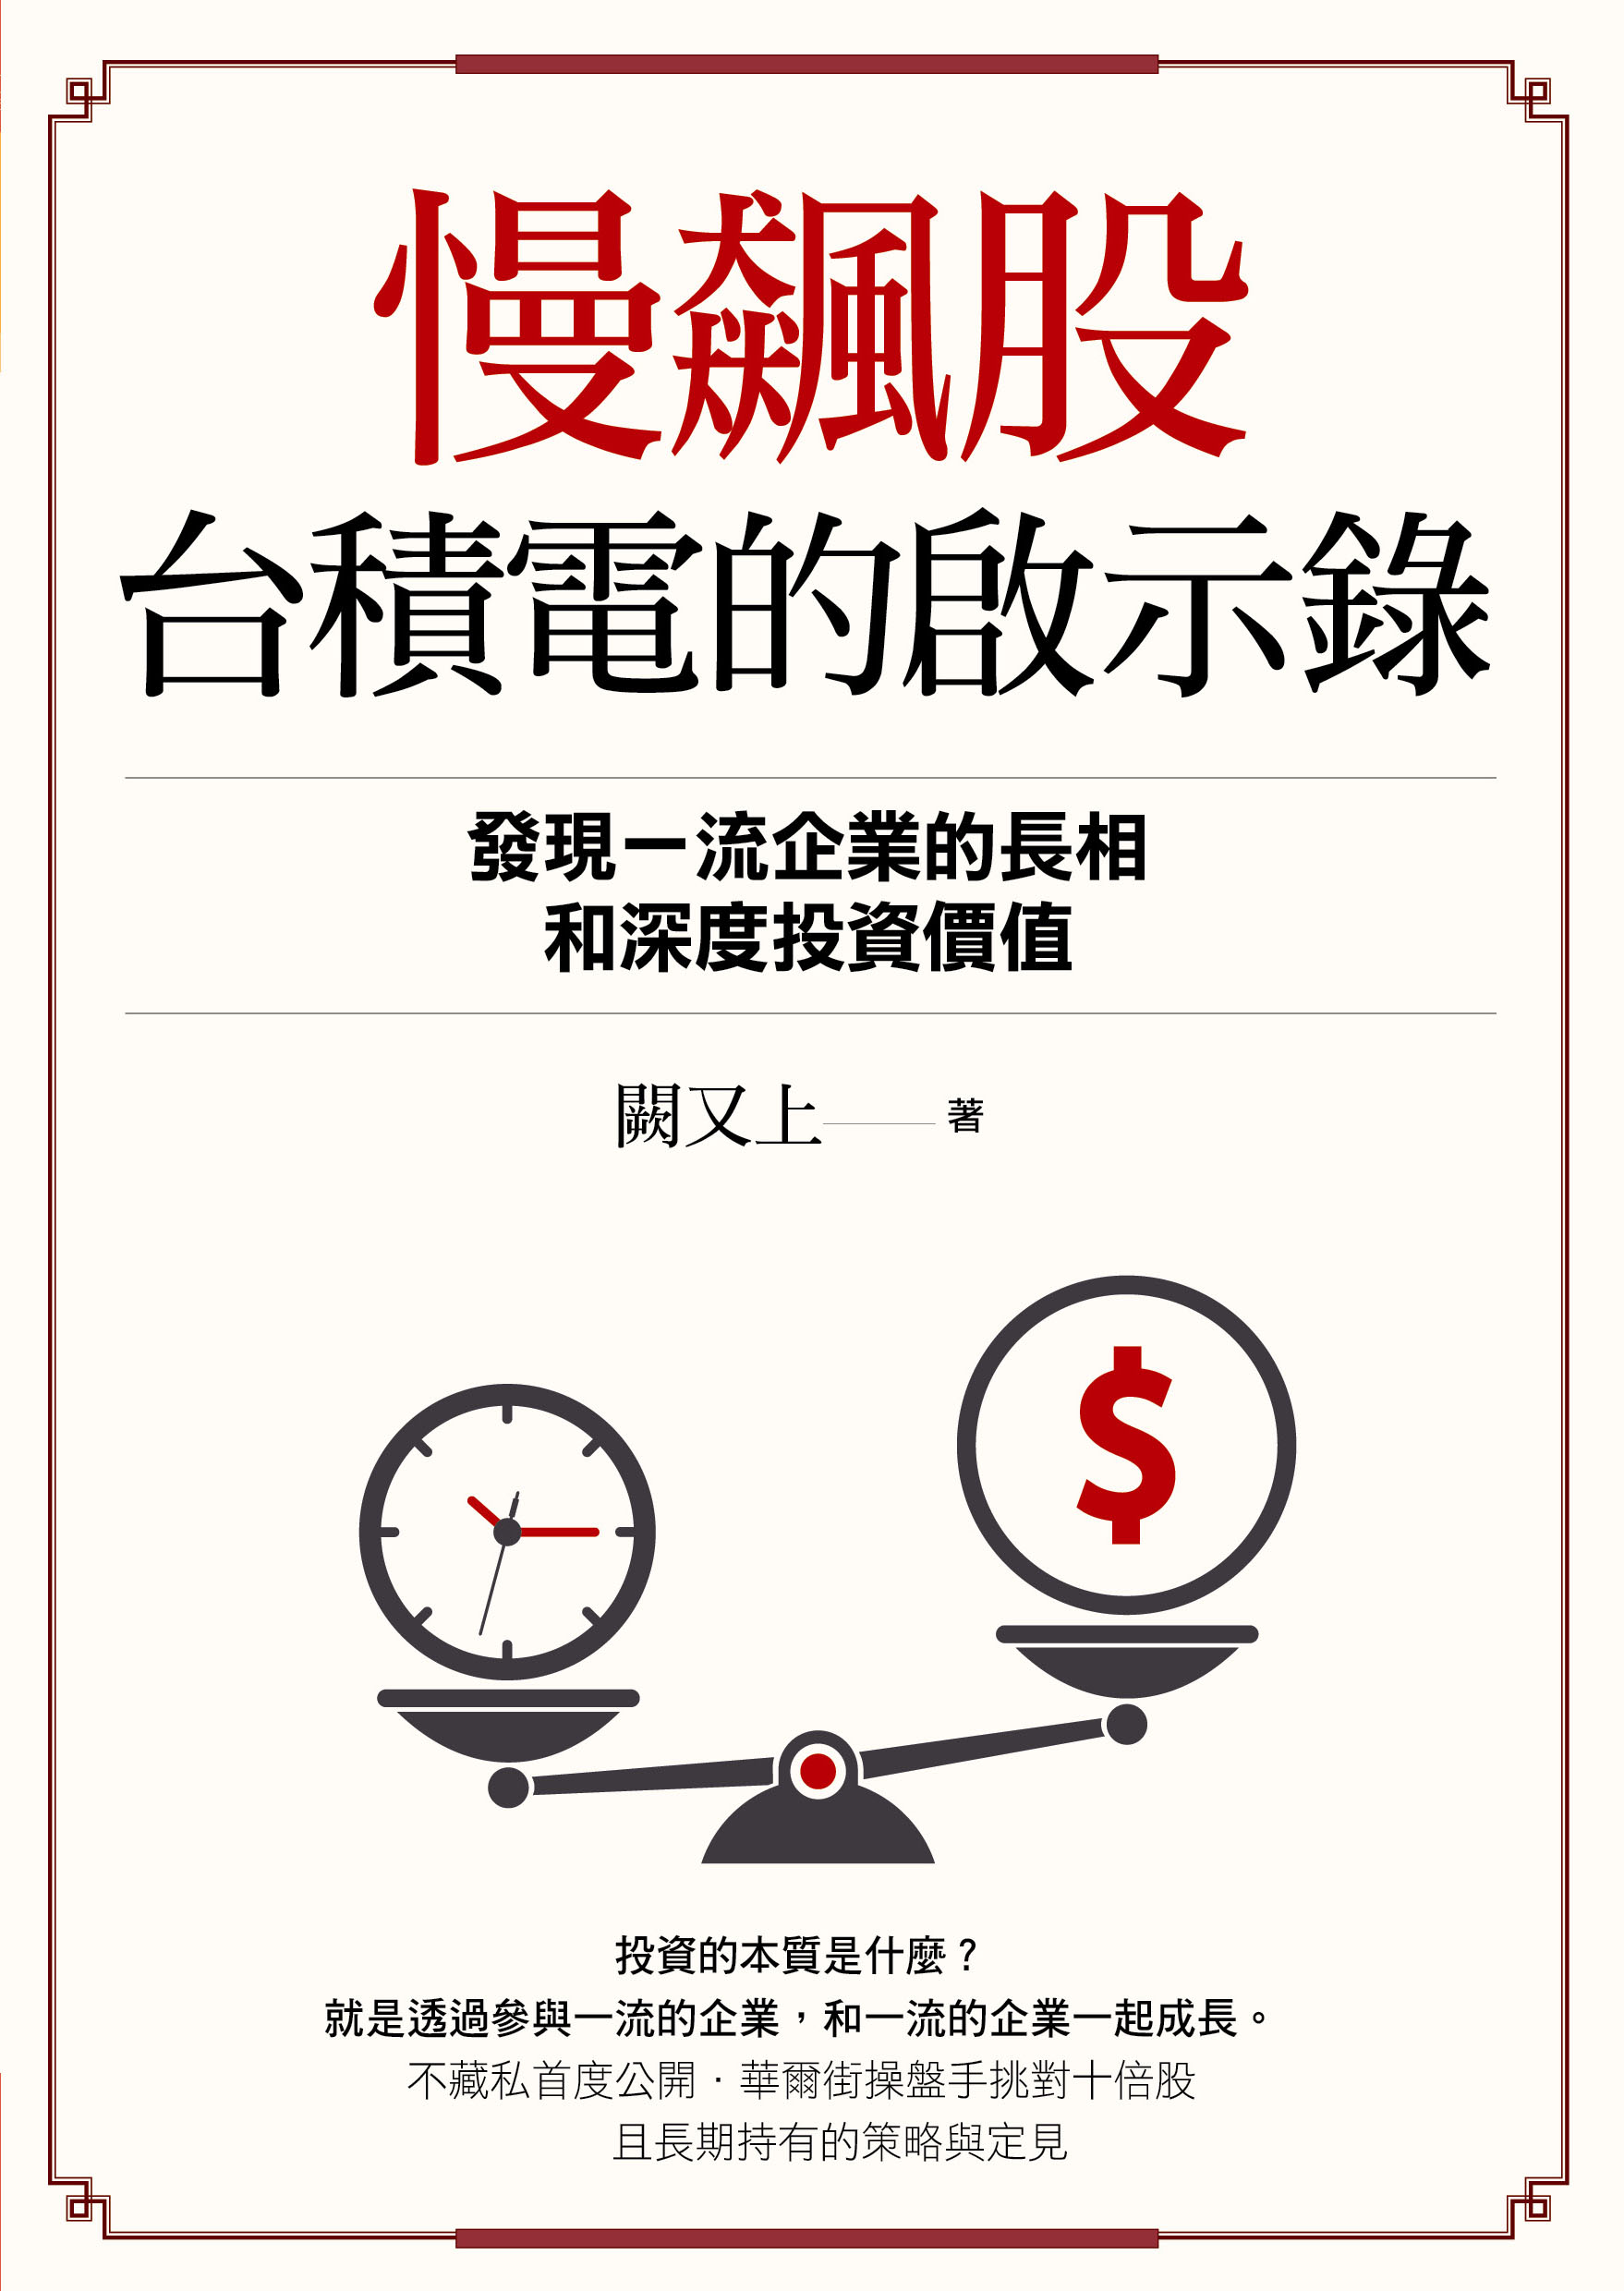 慢飆股
台積電的啟示錄
發現一流企業的長相
和深度投資價值
闕又上——著
$
投資的本質是什麼？
就是透過參與一流的企業，和一流的企業一起成長。
不藏私首度公開．華爾街操盤手挑對十倍股
且長期持有的策略與定見